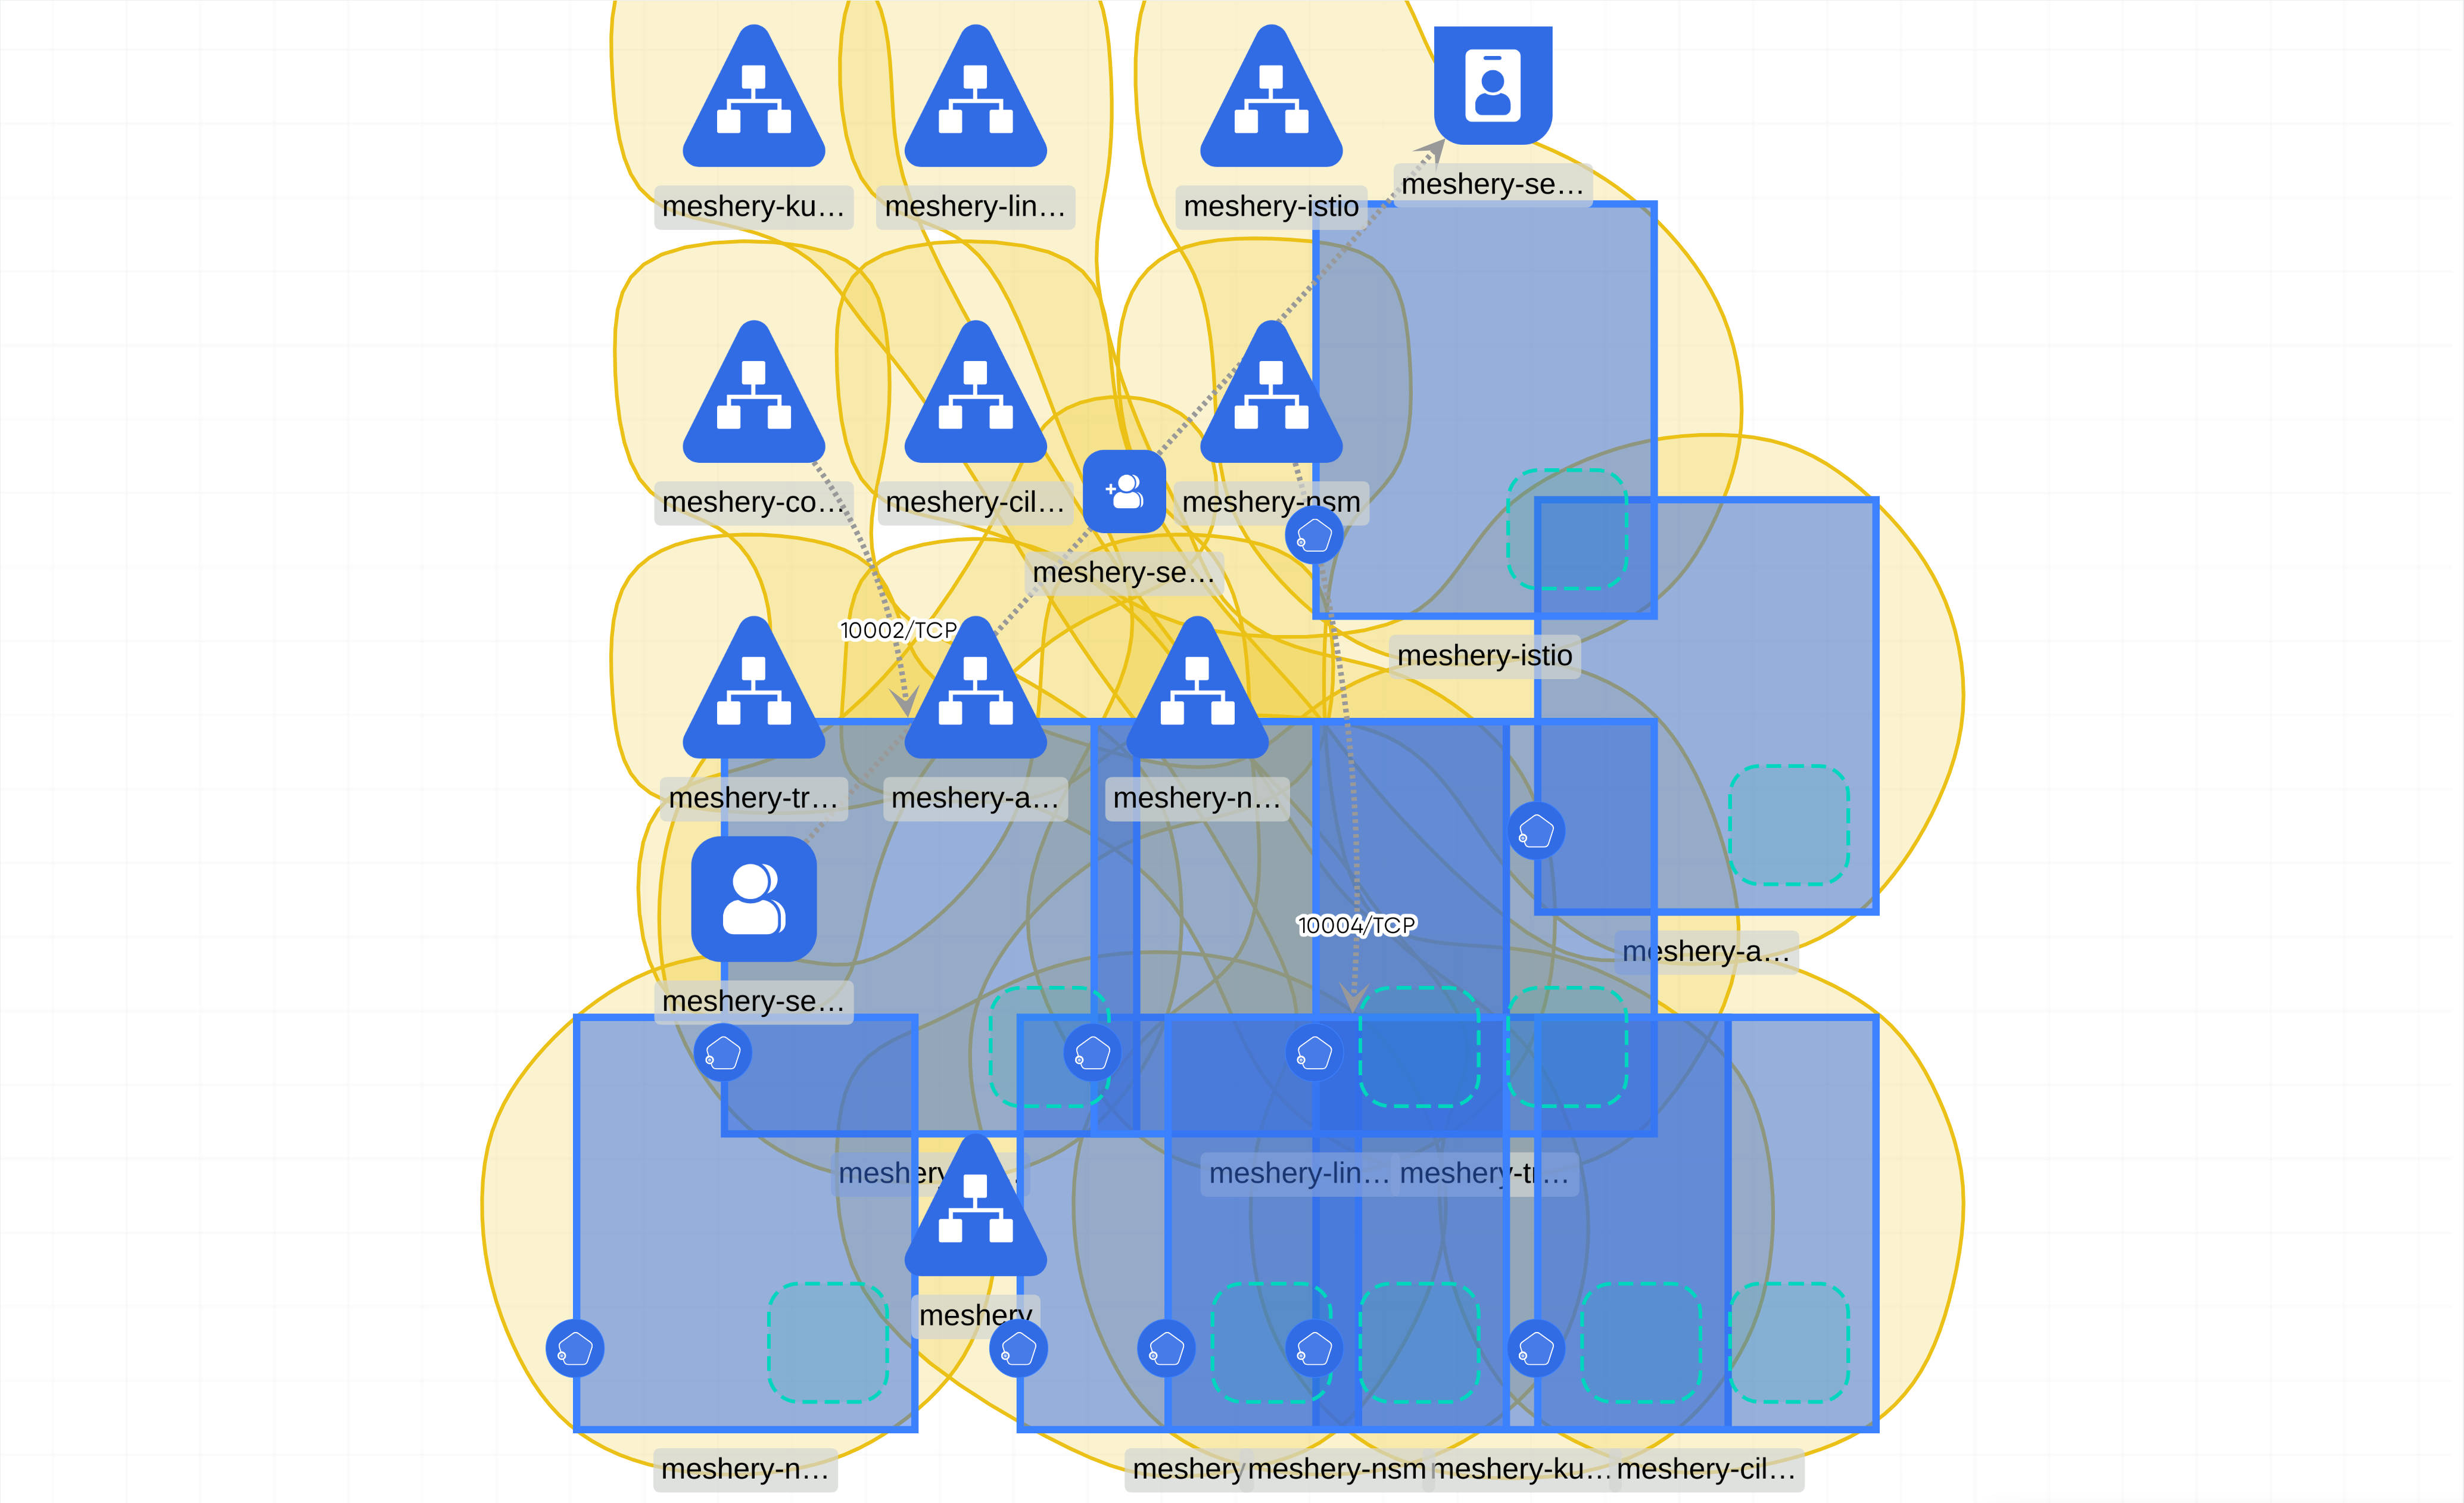 meshery-se…
meshery-ku…
meshery-lin…
meshery-istio
meshery-co…
meshery-cil…
meshery-nsm
meshery-se…
10002/TCP
meshery-istio
meshery-tr…
meshery-a…
meshery-n…
10004/TCP
meshery-a…
meshery-se…
meshery-lin…
meshery-tr…
meshery
meshery-n…
meshery
meshery-nsm
meshery-ku…
meshery-cil…